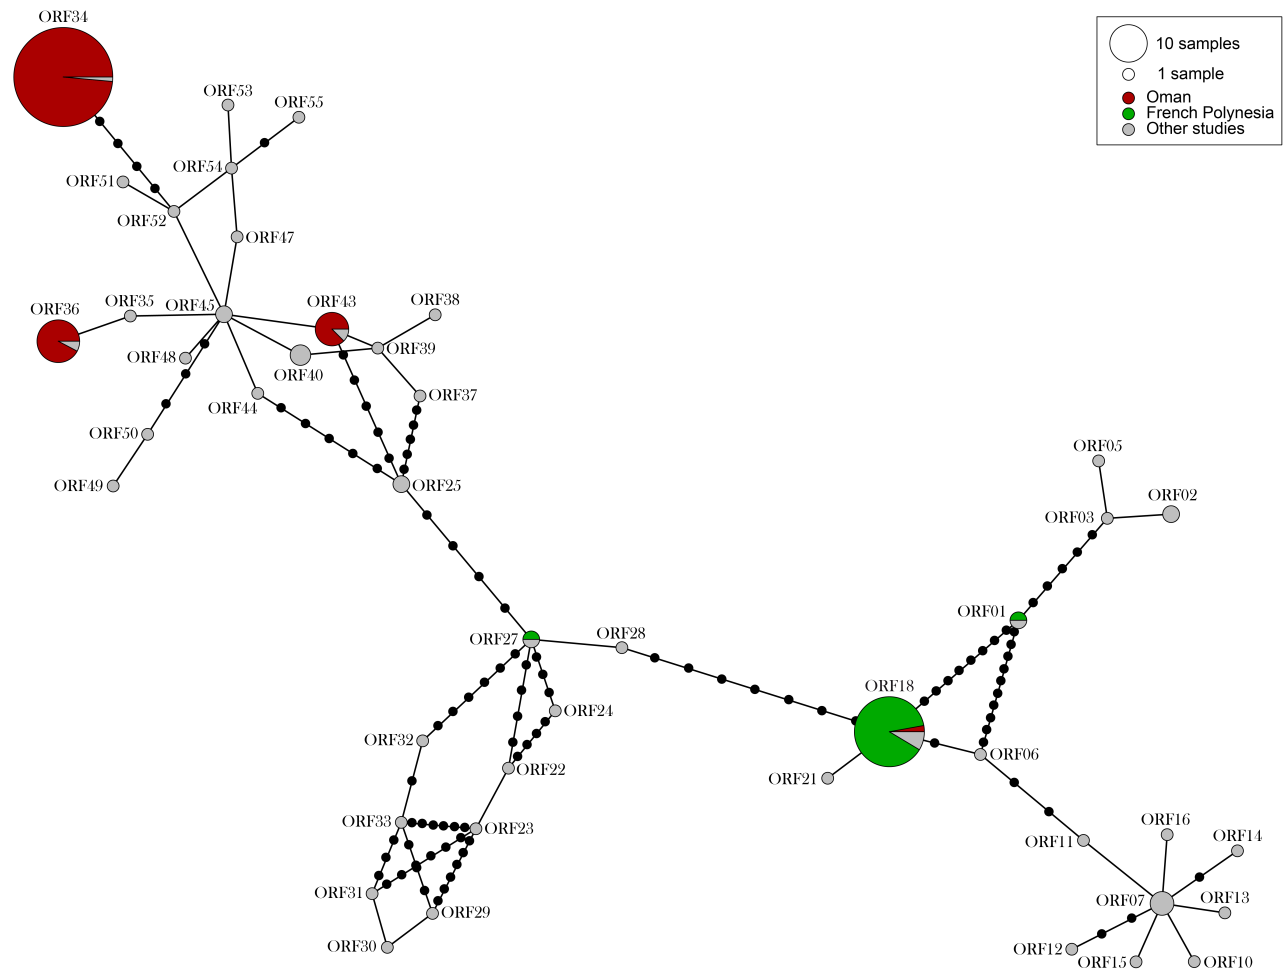 ORF34
10 samples
1 sample
Oman
French Polynesia
Other studies
ORF53
ORF55
ORF54
ORF51
ORF52
ORF47
ORF36
ORF35
ORF45
ORF43
ORF38
ORF48
ORF40
ORF39
ORF44
ORF37
ORF50
ORF49
ORF25
ORF05
ORF02
ORF03
ORF01
ORF27
ORF28
ORF18
ORF24
ORF32
ORF22
ORF21
ORF06
ORF33
ORF23
ORF11
ORF16
ORF14
ORF31
ORF29
ORF07
ORF13
ORF30
ORF12
ORF15
ORF10